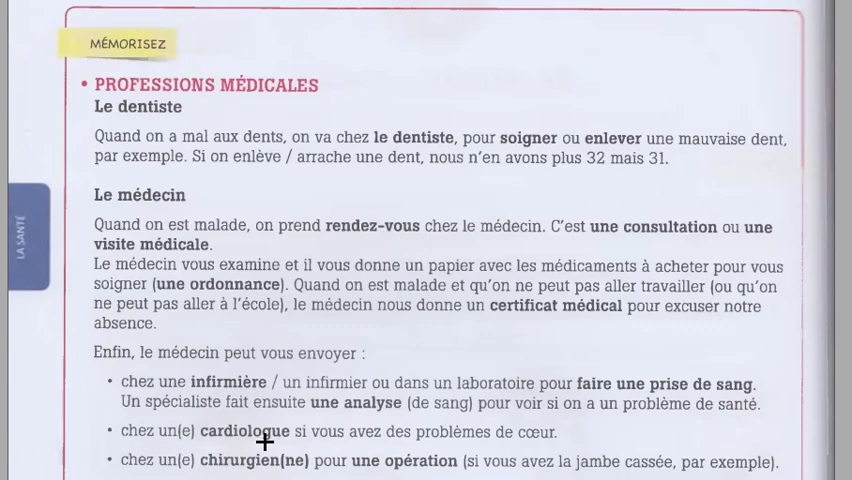 MÉMORISEZ
• PROFESSIONS MÉDICALES
Le dentiste
Quand on a mal aux dents, on va chez le dentiste, pour soigner ou enlever une mauvaise dent,
par exemple. Si on enlève / arrache une dent, nous n'en avons plus 32 mais 31.
Le médecin
Quand on est malade, on prend rendez-vous chez le médecin. C'est une consultation ou une
visite médicale.
Le médecin vous examine et il vous donne un papier avec les médicaments à acheter pour vous
soigner (une ordonnance). Quand on est malade et qu'on ne peut pas aller travailler (ou qu'on
ne peut pas aller à l'école), le médecin nous donne un certificat médical pour excuser notre
absence.
Enfin, le médecin peut vous envoyer :
• chez une infirmière / un infirmier ou dans un laboratoire pour faire une prise de sang.
Un spécialiste fait ensuite une analyse (de sang) pour voir si on a un problème de santé.
• chez un(e) cardiologue si vous avez des problèmes de cœur.
• chez un(e) chirurgien(ne) pour une opération (si vous avez la jambe cassée, par exemple).
LA SANTÉ